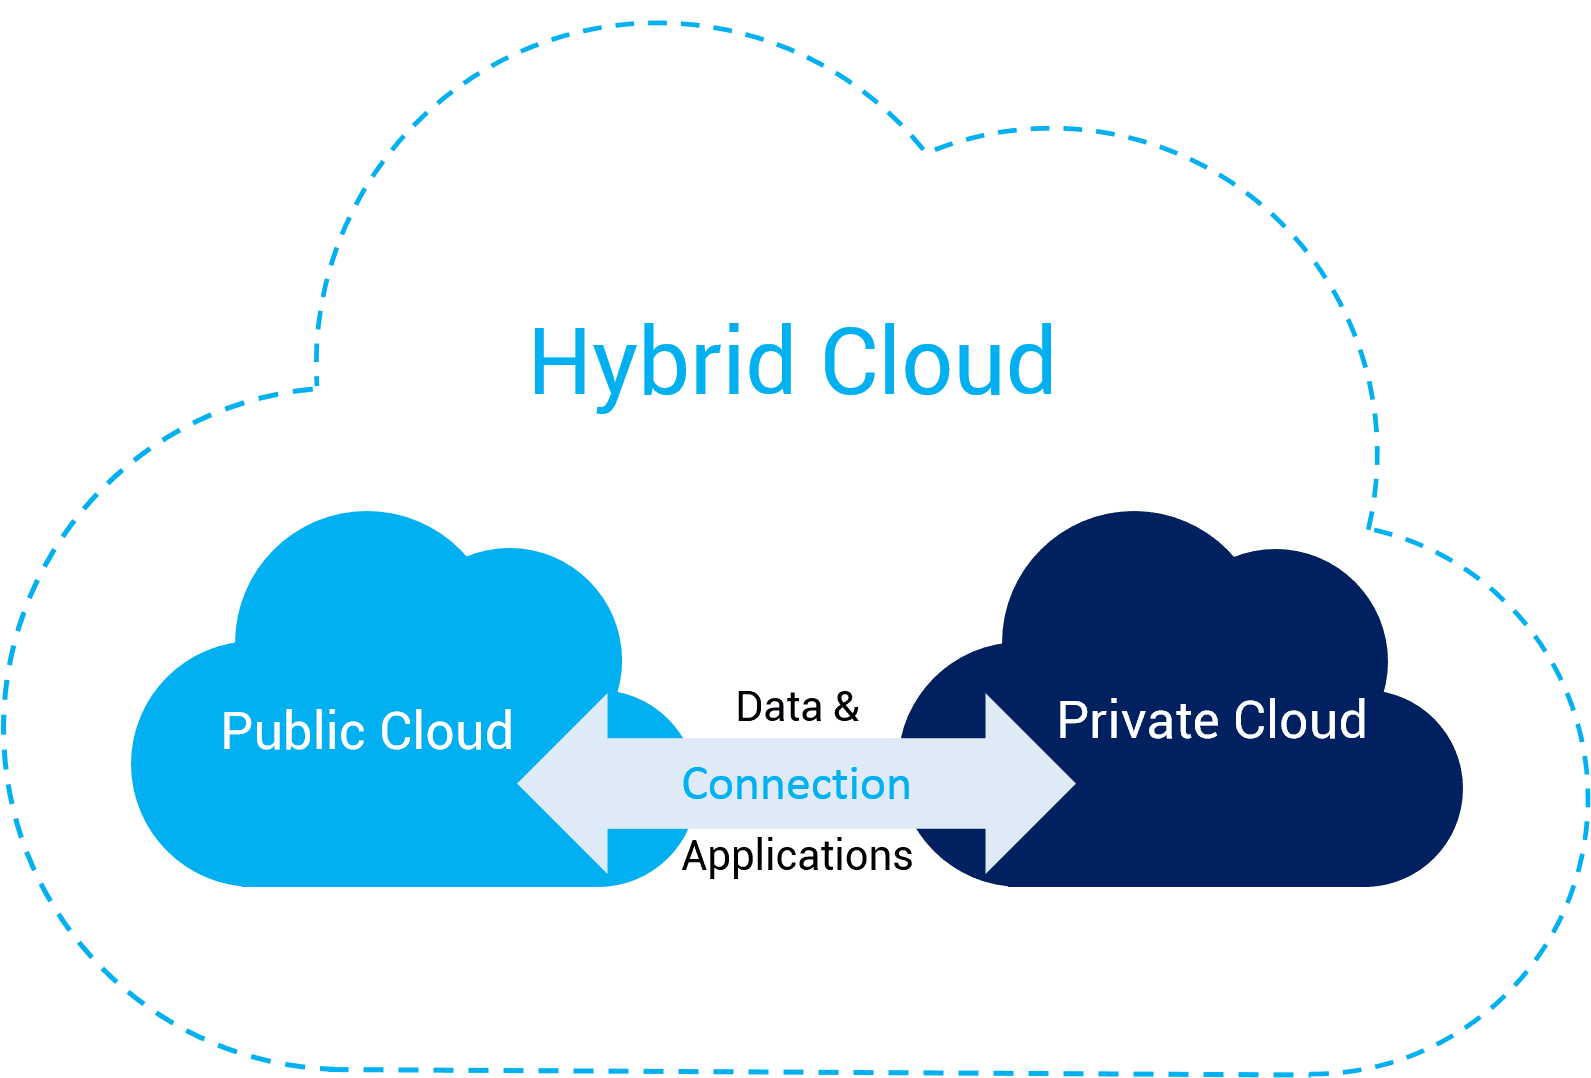 Hybrid Cloud
Public Cloud
Data &
Connection
Applications
Private Cloud